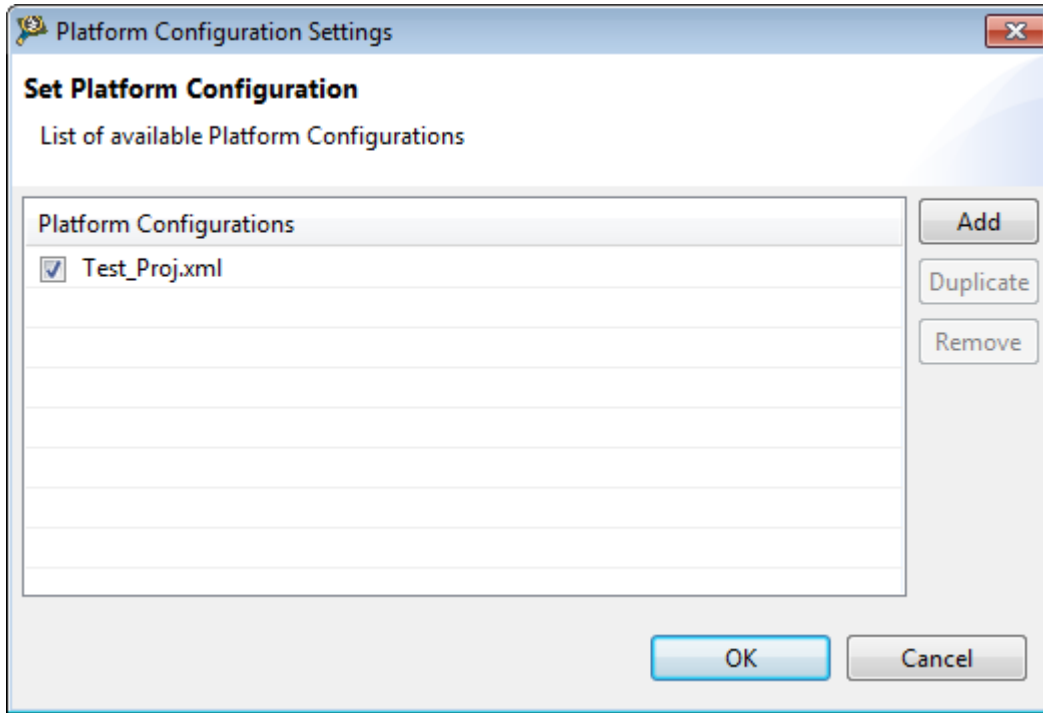 Platform Configuration Settings
Set Platform Configuration
List of available Platform Configurations
Platform Configurations
Add
Test_Proj.xml
Duplicate
Remove
OK
Cancel